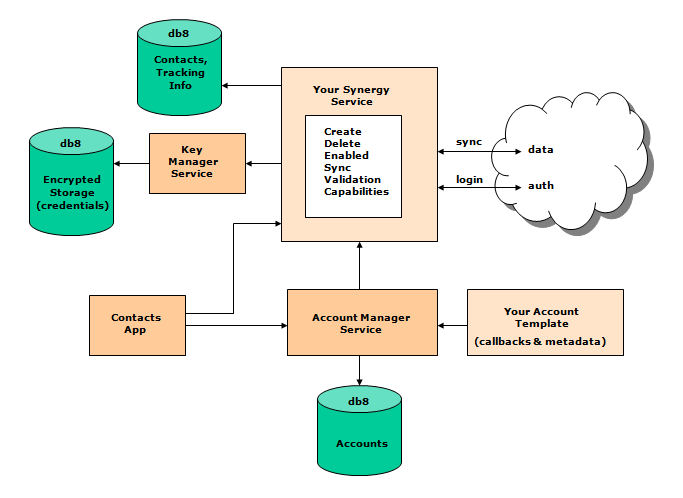 db8
Contacts,
Tracking
Info
Your Synergy
Service
Create
Delete
Enabled
Sync
Validation
Capabilities
sync
data
login
auth
Key
Manager
Service
db8
Encrypted
Storage
(credentials)
Contacts
App
Account Manager
Service
Your Account
Template
(callbacks & metadata)
db8
Accounts